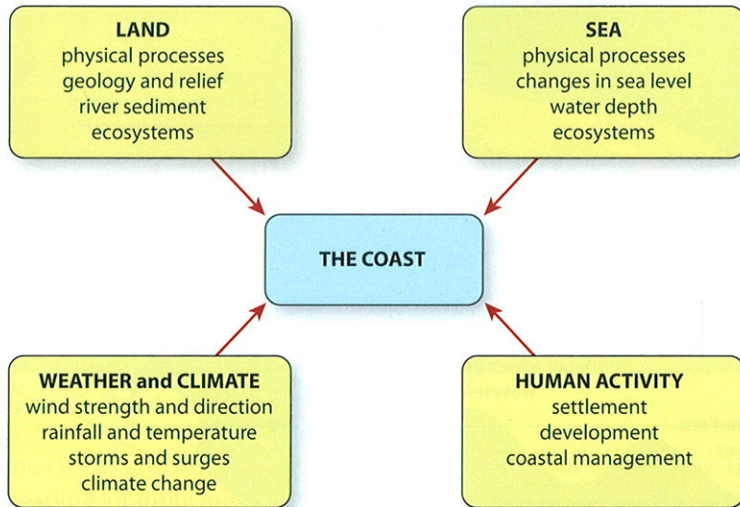 LAND
physical processes
geology and relief
river sediment
ecosystems
SEA
physical processes
changes in sea level
water depth
ecosystems
THE COAST
WEATHER and CLIMATE
wind strength and direction
rainfall and temperature
storms and surges
climate change
HUMAN ACTIVITY
settlement
development
coastal management